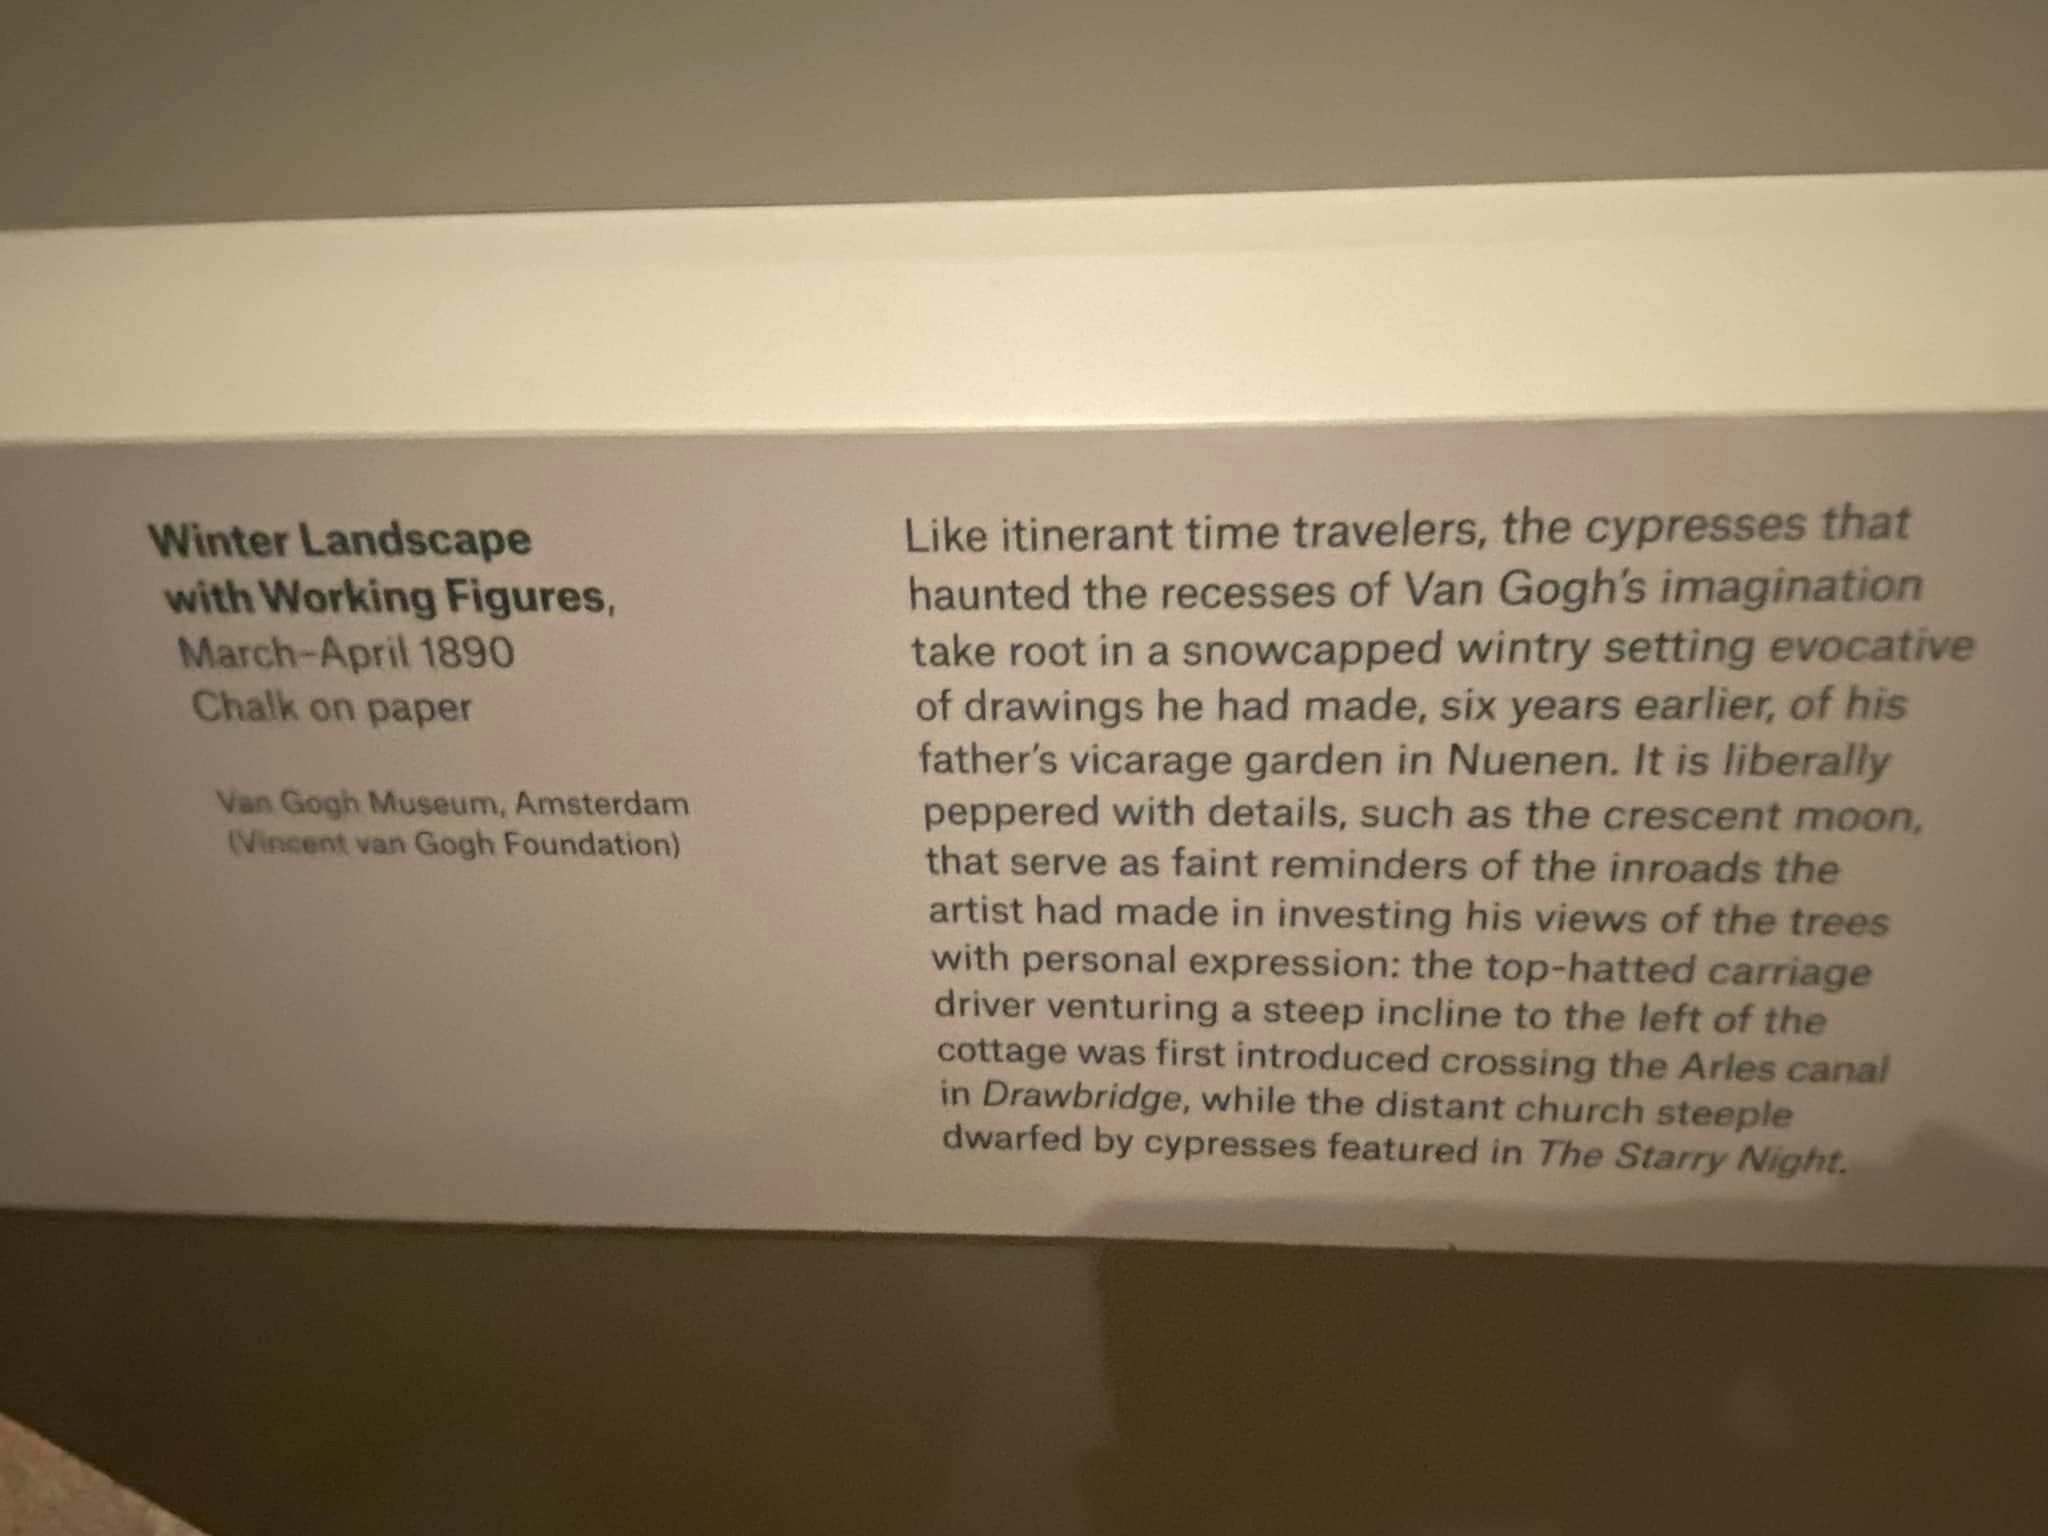 Winter Landscape
with Working Figures,
March–April 1890
Chalk on paper
Van Gogh Museum, Amsterdam
(Vincent van Gogh Foundation)
Like itinerant time travelers, the cypresses that
haunted the recesses of Van Gogh’s imagination
take root in a snowcapped wintry setting evocative
of drawings he had made, six years earlier, of his
father’s vicarage garden in Nuenen. It is liberally
peppered with details, such as the crescent moon,
that serve as faint reminders of the inroads the
artist had made in investing his views of the trees
with personal expression: the top-hatted carriage
driver venturing a steep incline to the left of the
cottage was first introduced crossing the Arles canal
in Drawbridge, while the distant church steeple
dwarfed by cypresses featured in The Starry Night.